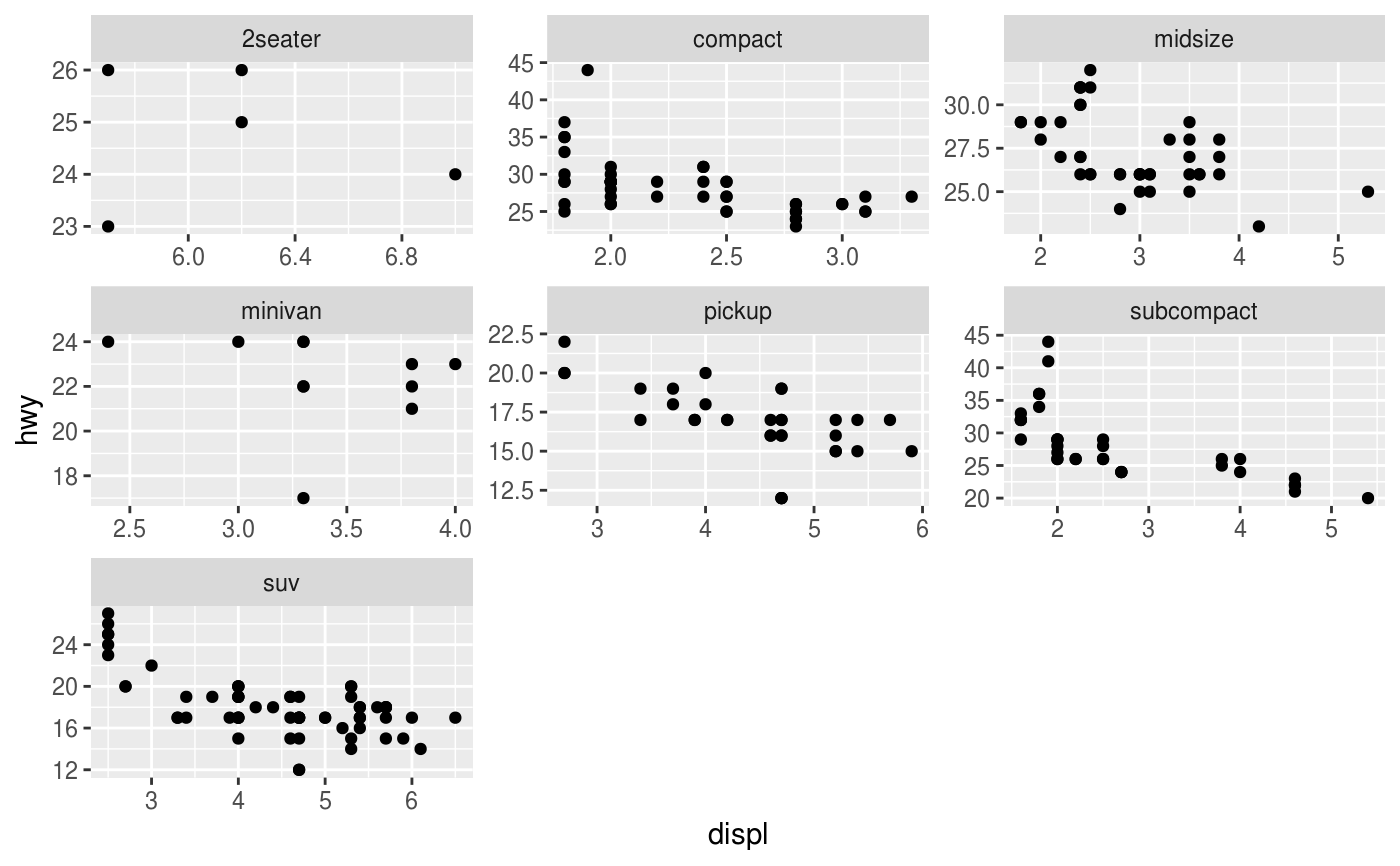 2seater compact midsize
26 25 24 23
6.0 6.4 6.8
45 40 35 30 25
2.0 2.5 3.0
30.0 27.5 25.0
2 3 4 5
minivan pickup subcompact
24 22 20 18
2.5 3.0 3.5 4.0
22.5 20.0 17.5 15.0 12.5
3 4 5 6
45 40 35 30 25 20
2 3 4 5
hwy
suv
24 20 16 12
3 4 5 6
displ